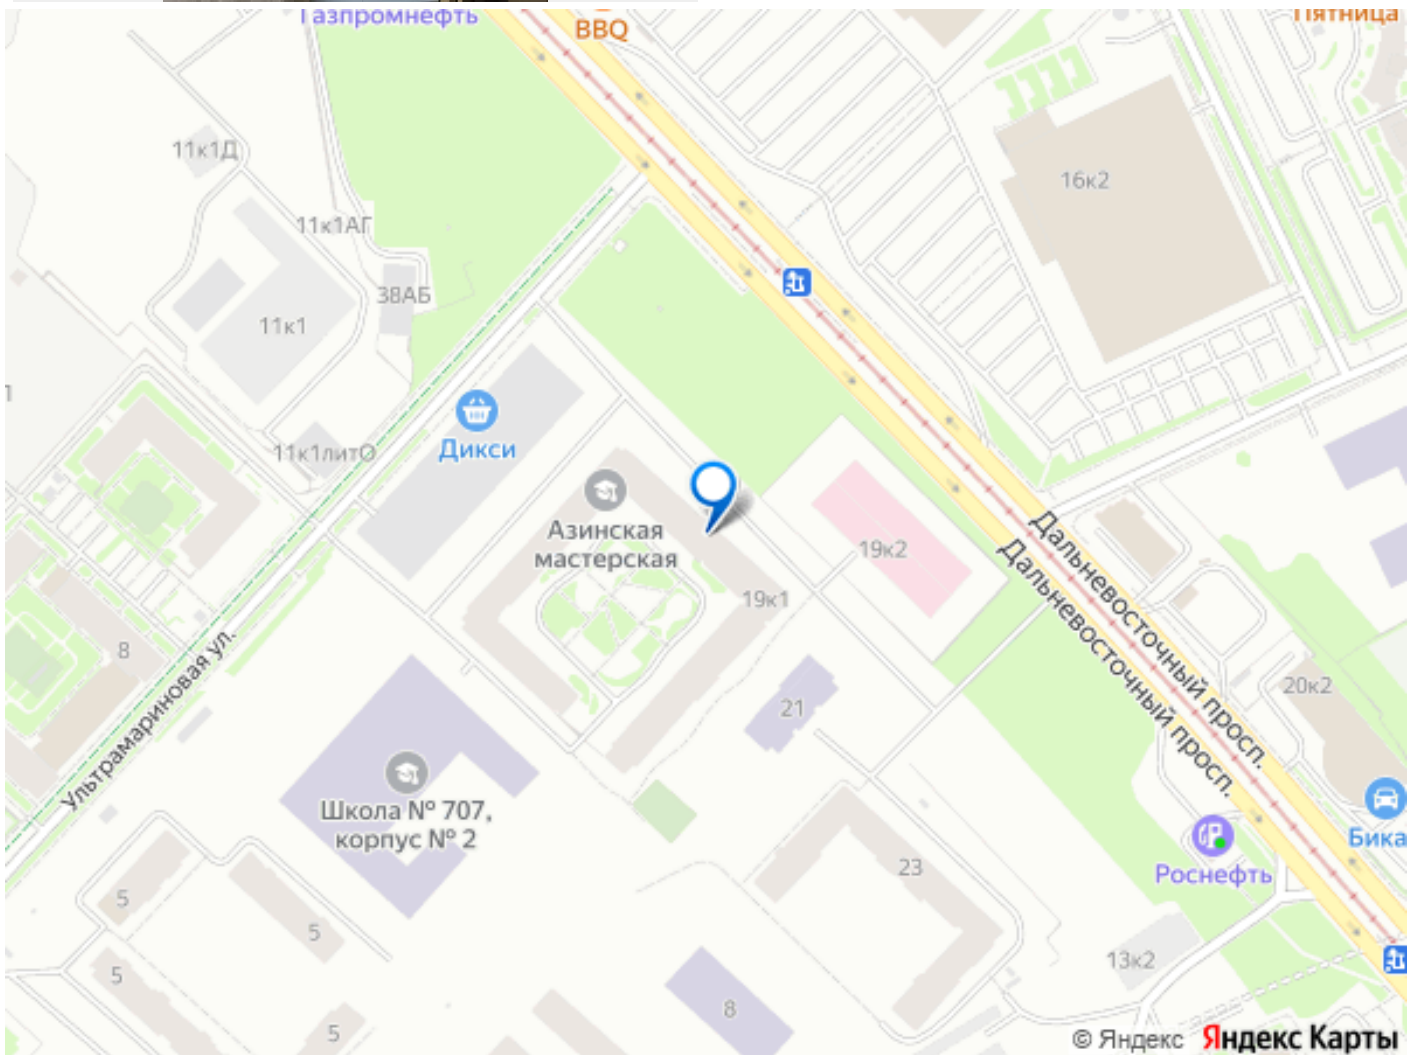 Газпромнефть
BBQ
Пятница
11к1Д
16к2
11к1АГ
38АБ
11к1
Дикси
11к1литО
Азинская
мастерская
19к2
19к1
Дальневосточный просп.
Дальневосточный просп.
8
Ультрамариновая ул.
21
20к2
Школа № 707,
корпус № 2
Бика
Роснефть
23
5
5
5
5
13к2
8
© Яндекс Яндекс Карты